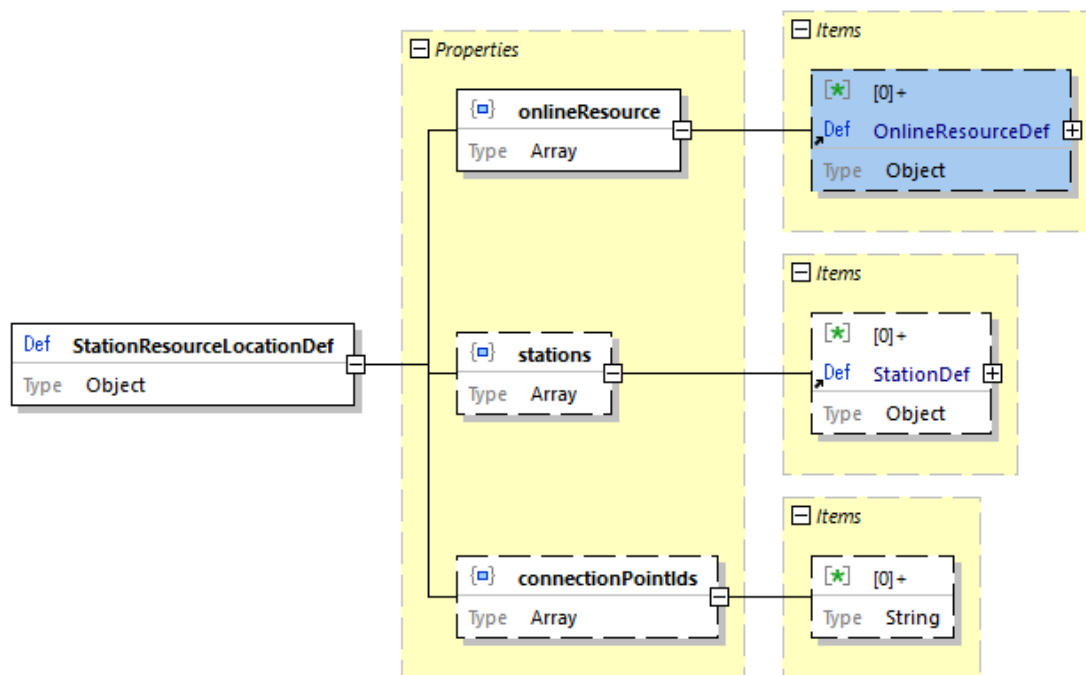 Properties
{} onlineResource
Type Array
Items
[*] [0]+
Def OnlineResourceDef
Type Object
Def StationResourceLocationDef
Type Object
{} stations
Type Array
Items
[*] [0]+
Def StationDef
Type Object
{} connectionPointIds
Type Array
Items
[*] [0]+
Type String